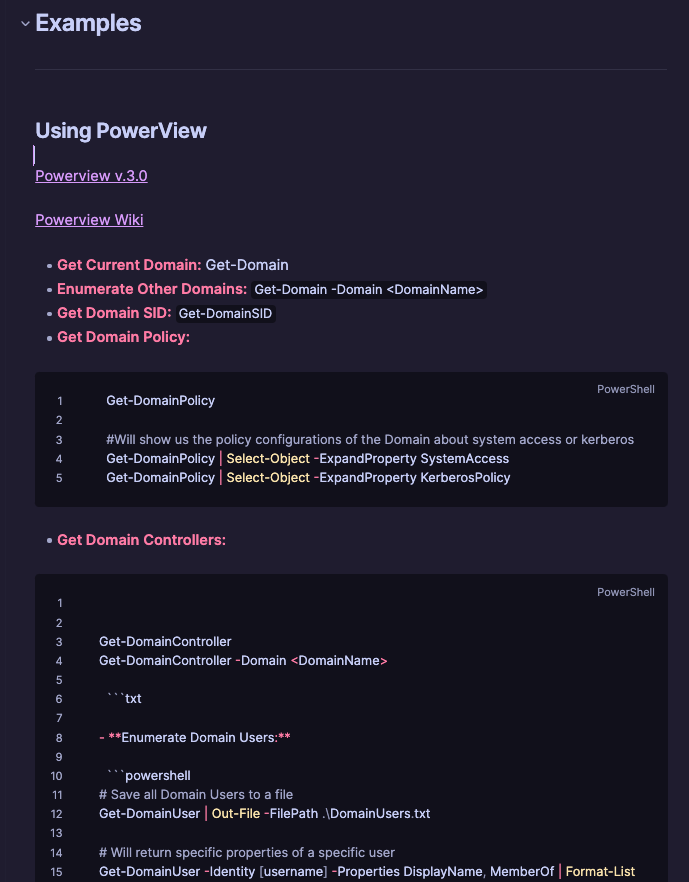 Examples
Using PowerView
Powerview v.3.0
Powerview Wiki
Get Current Domain: Get-Domain
Enumerate Other Domains: Get-Domain -Domain <DomainName>
Get Domain SID: Get-DomainSID
Get Domain Policy:
PowerShell
1 Get-DomainPolicy
2
3 #Will show us the policy configurations of the Domain about system access or kerberos
4 Get-DomainPolicy | Select-Object -ExpandProperty SystemAccess
5 Get-DomainPolicy | Select-Object -ExpandProperty KerberosPolicy
Get Domain Controllers:
PowerShell
1
2
3 Get-DomainController
4 Get-DomainController -Domain <DomainName>
5
6 ```txt
7
8 - **Enumerate Domain Users:**
9
10 ```powershell
11 # Save all Domain Users to a file
12 Get-DomainUser | Out-File -FilePath .\DomainUsers.txt
13
14 # Will return specific properties of a specific user
15 Get-DomainUser -Identity [username] -Properties DisplayName, MemberOf | Format-List